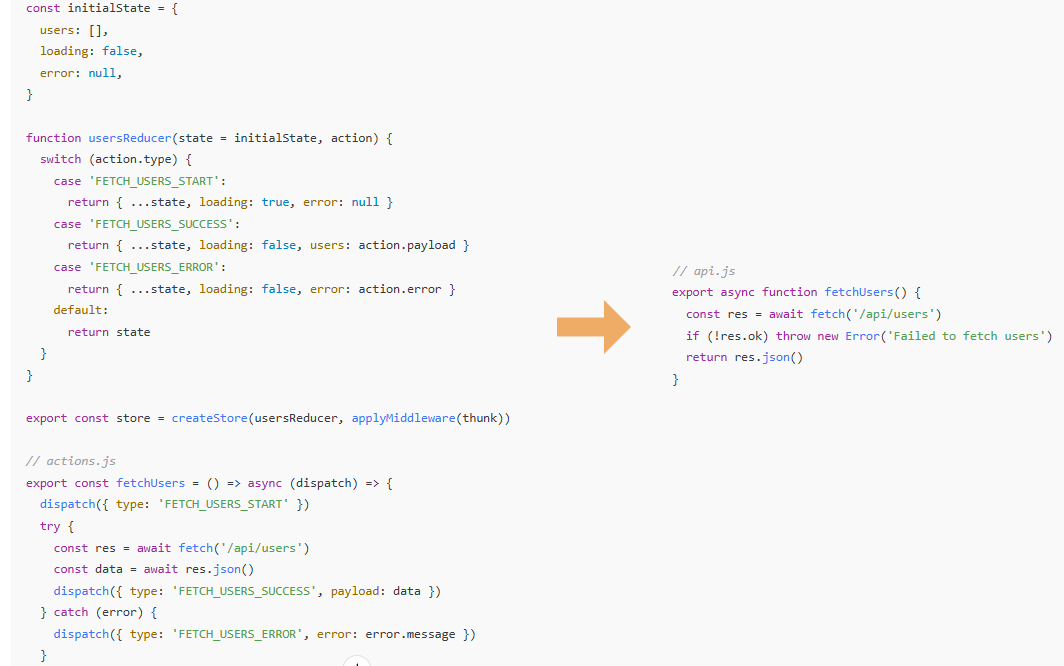 const initialState = {
  users: [],
  loading: false,
  error: null,
}

function usersReducer(state = initialState, action) {
  switch (action.type) {
    case 'FETCH_USERS_START':
      return { ...state, loading: true, error: null }
    case 'FETCH_USERS_SUCCESS':
      return { ...state, loading: false, users: action.payload }
    case 'FETCH_USERS_ERROR':
      return { ...state, loading: false, error: action.error }
    default:
      return state
  }
}

export const store = createStore(usersReducer, applyMiddleware(thunk))

// actions.js
export const fetchUsers = () => async (dispatch) => {
  dispatch({ type: 'FETCH_USERS_START' })
  try {
    const res = await fetch('/api/users')
    const data = await res.json()
    dispatch({ type: 'FETCH_USERS_SUCCESS', payload: data })
  } catch (error) {
    dispatch({ type: 'FETCH_USERS_ERROR', error: error.message })
  }

// api.js
export async function fetchUsers() {
  const res = await fetch('/api/users')
  if (!res.ok) throw new Error('Failed to fetch users')
  return res.json()
}